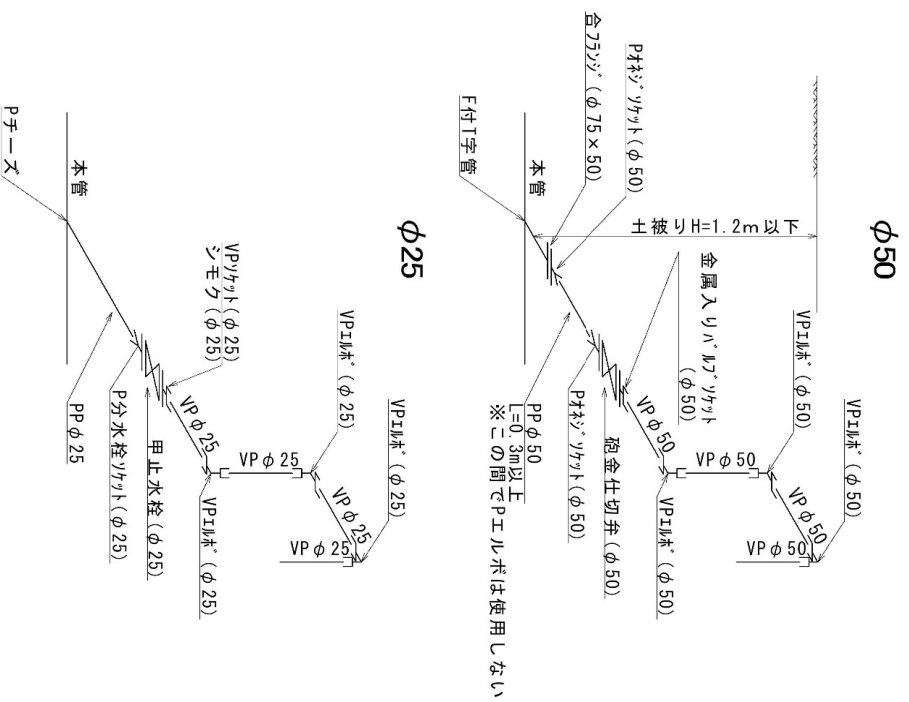 φ50
土被りH=1.2m以下
合フランジ(φ75×50)
Pオネジソケット(φ50)
F付T字管
本管
金属入りバルブソケット
(φ50)
VPエルボ(φ50)
VPエルボ(φ50)
VPφ50
VPφ50
VPφ50
VPφ50
VPエルボ(φ50)
砲金仕切弁(φ50)
Pオネジソケット(φ50)
PPφ50
L=0.3m以上
※この間でPエルボは使用しない
φ25
本管
Pチーズ
VPソケット(φ25)
シモク(φ25)
VPエルボ(φ25)
VPエルボ(φ25)
VPφ25
VPφ25
VPφ25
VPφ25
VPエルボ(φ25)
甲止水栓(φ25)
P分水栓ソケット(φ25)
PPφ25